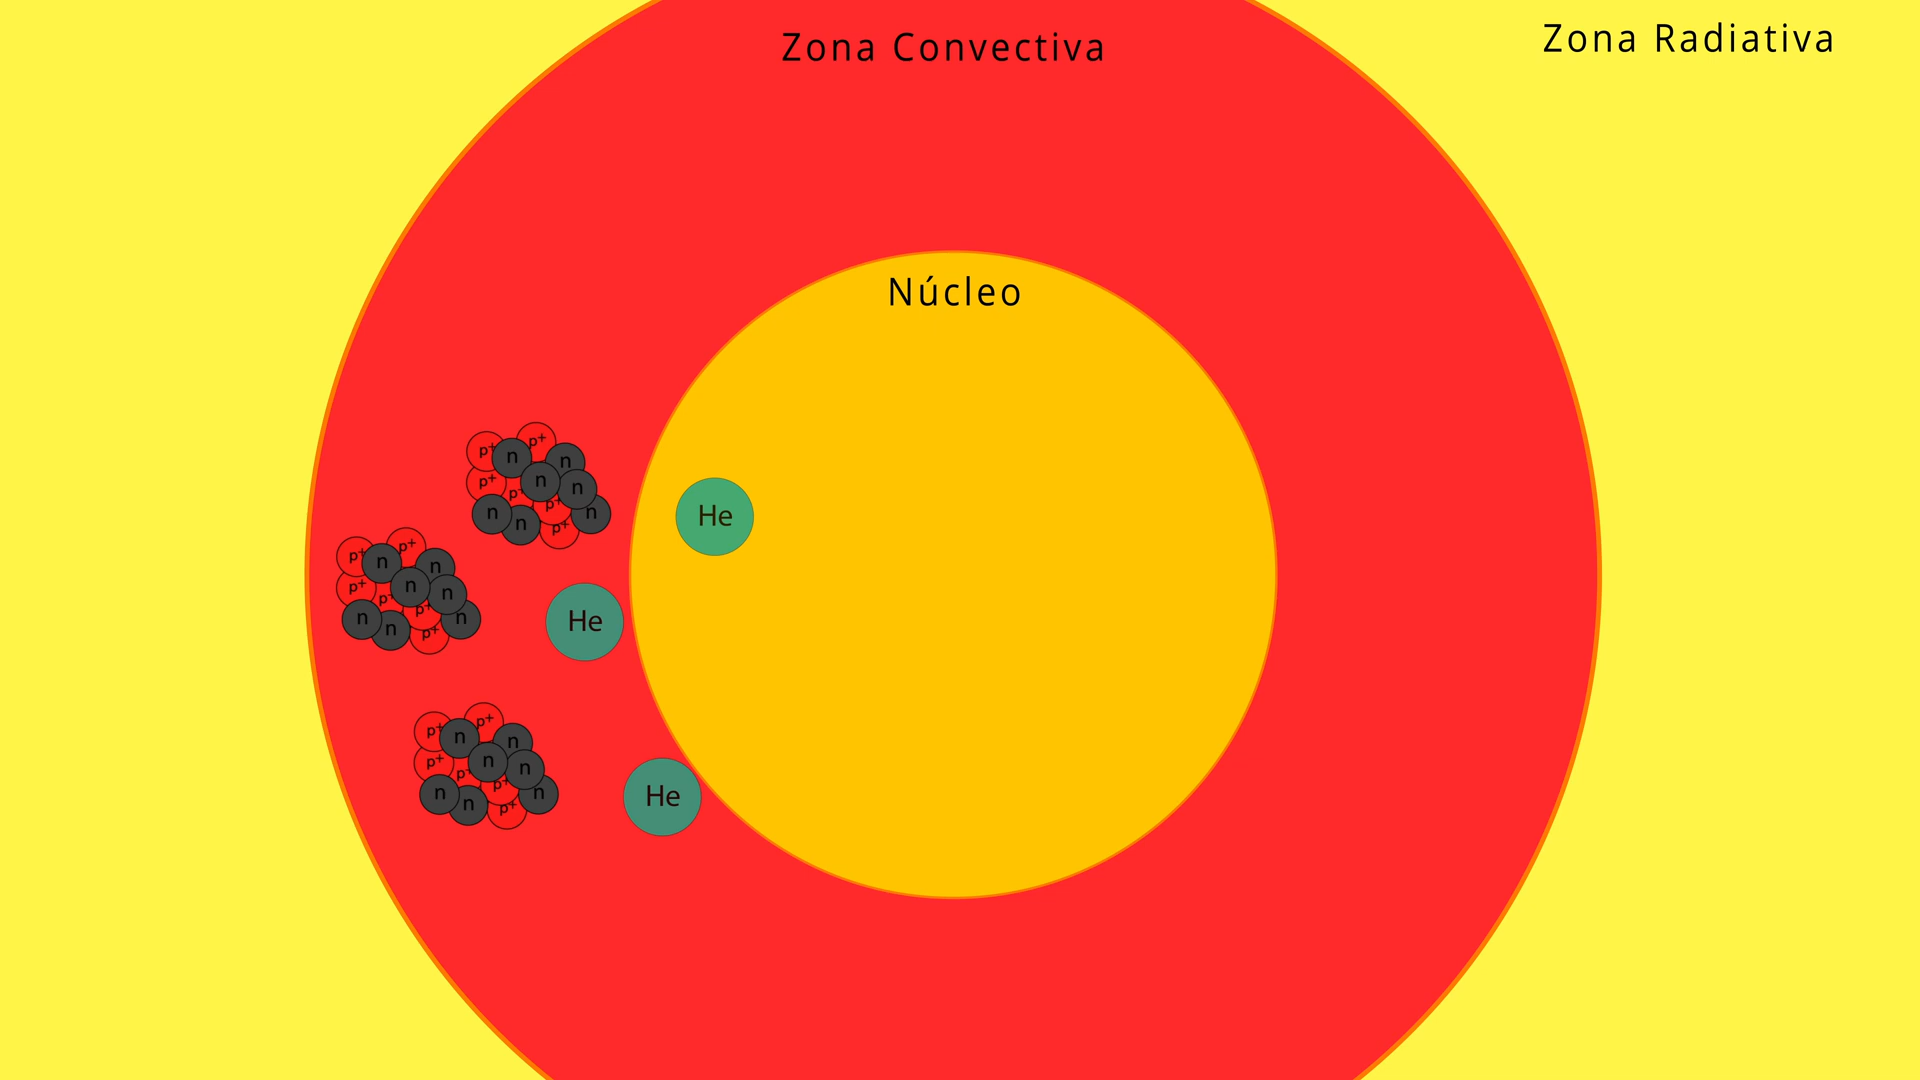 Zona Convectiva
Zona Radiativa
Núcleo
p+ p+ n n
p+ p+ n n
n n p+ p+ n
He
p+ p+ n n
p+ p+ n n
n n p+ p+ n
He
p+ p+ n n
p+ p+ n n
n n p+ p+ n
He